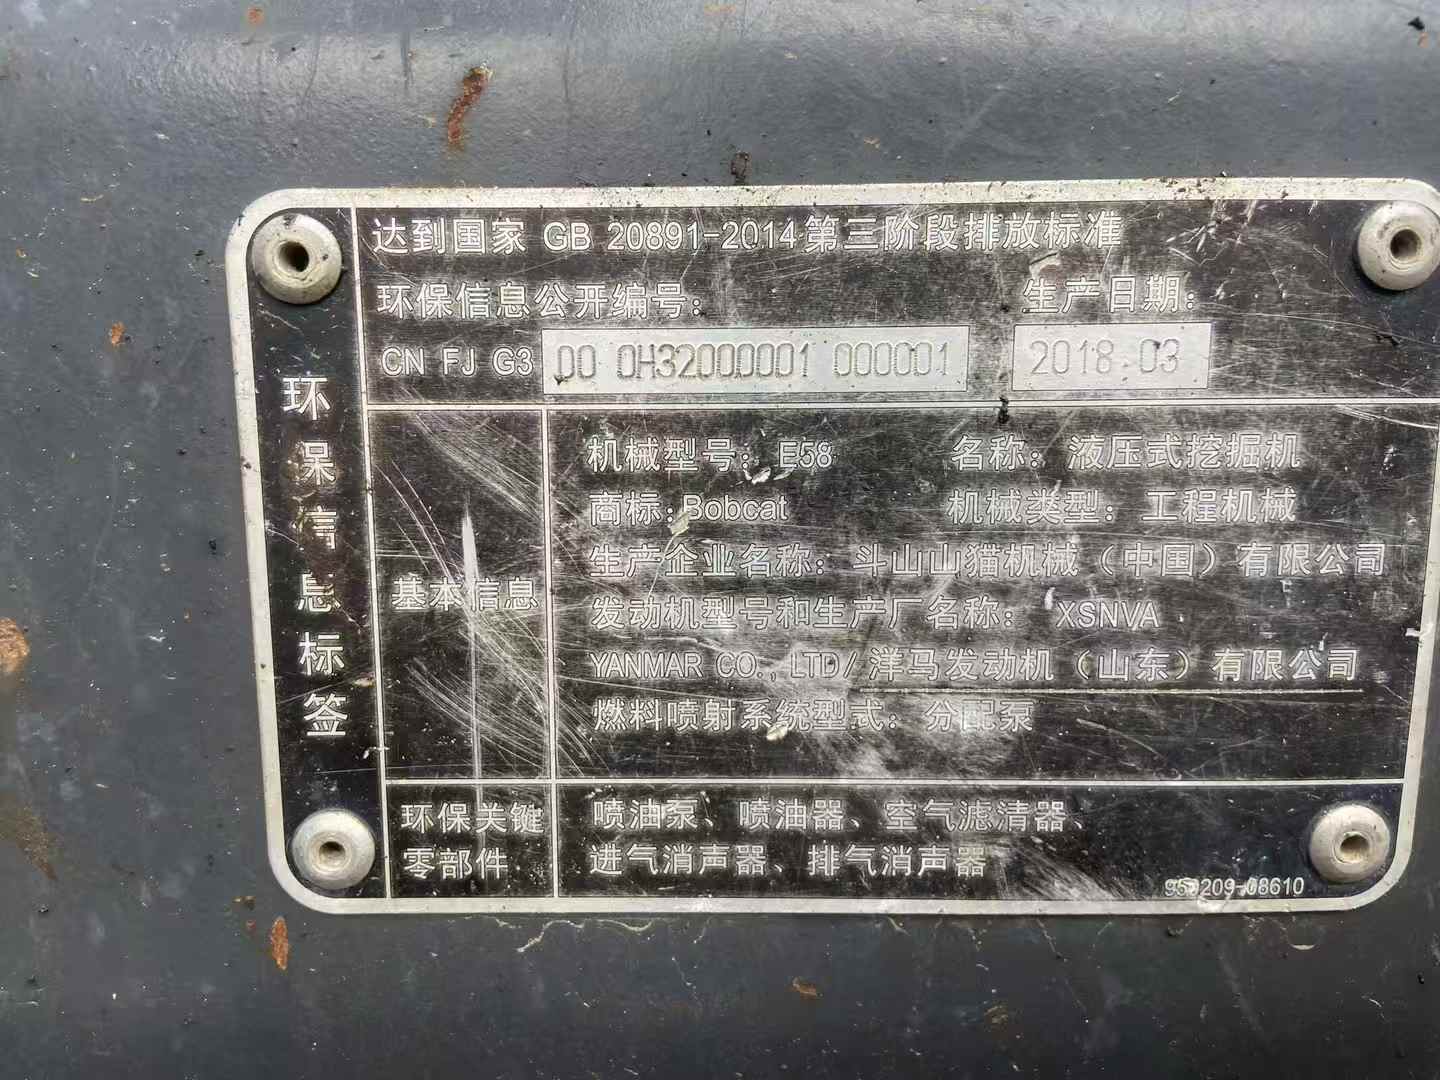 达到国家 GB 20891-2014第三阶段排放标准
环保信息公开编号:
生产日期:
CN FJ G3 00 0H32000001 000001
2018.03
环保信息标签
基本信息
机械型号: E58 名称: 液压式挖掘机
商标: Bobcat 机械类型: 工程机械
生产企业名称: 斗山山猫机械(中国)有限公司
发动机型号和生产厂名称: XSNVA
YANMAR CO., LTD/洋马发动机(山东)有限公司
燃料喷射系统型式: 分配泵
环保关键
零部件
喷油泵、喷油器、空气滤清器、
进气消声器、排气消声器
950209-08610